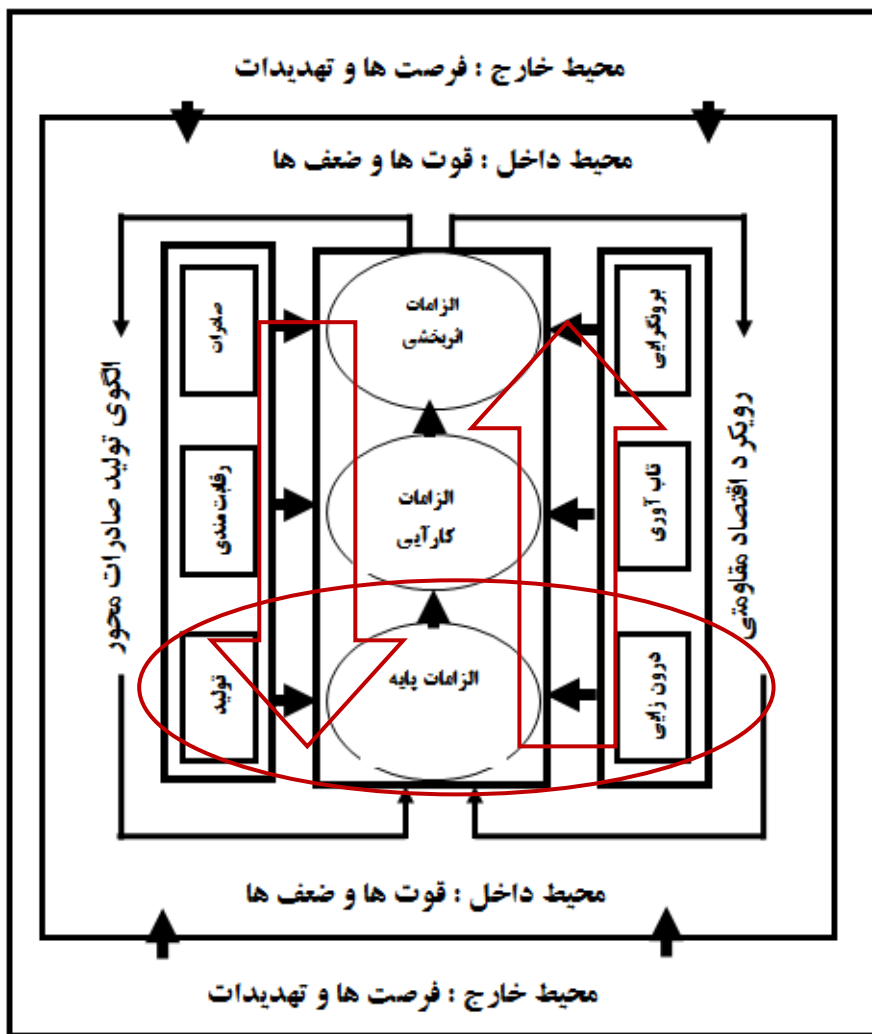 محیط خارج : فرصت ها و تهدیدات
محیط داخل : قوت ها و ضعف ها
رویکرد اقتصاد مقاومتی
برونگرایی
تاب آوری
درون زایی
الزامات
اثربخشی
الزامات
کارآیی
الزامات پایه
صادرات
رقابت مندی
تولید
الگوی تولید صادرات محور
محیط داخل : قوت ها و ضعف ها
محیط خارج : فرصت ها و تهدیدات